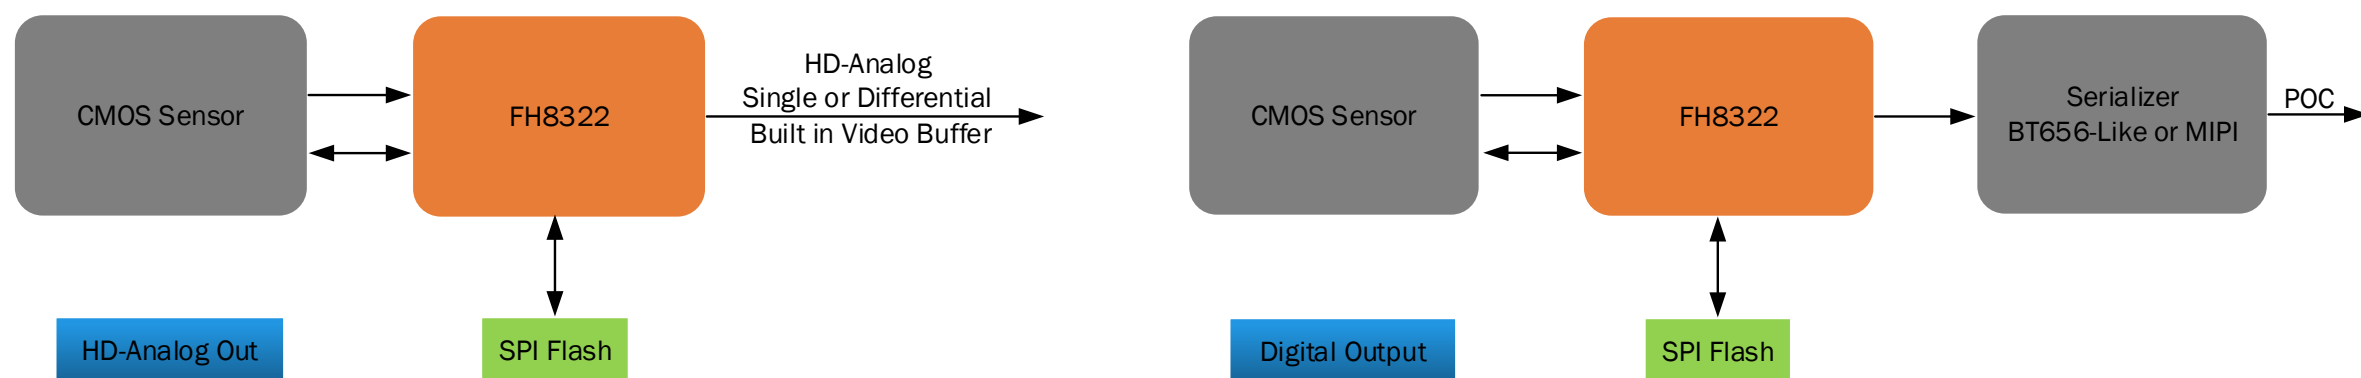 CMOS Sensor
FH8322
HD-Analog
Single or Differential
Built in Video Buffer
HD-Analog Out
SPI Flash
CMOS Sensor
FH8322
Serializer
BT656-Like or MIPI
POC
Digital Output
SPI Flash